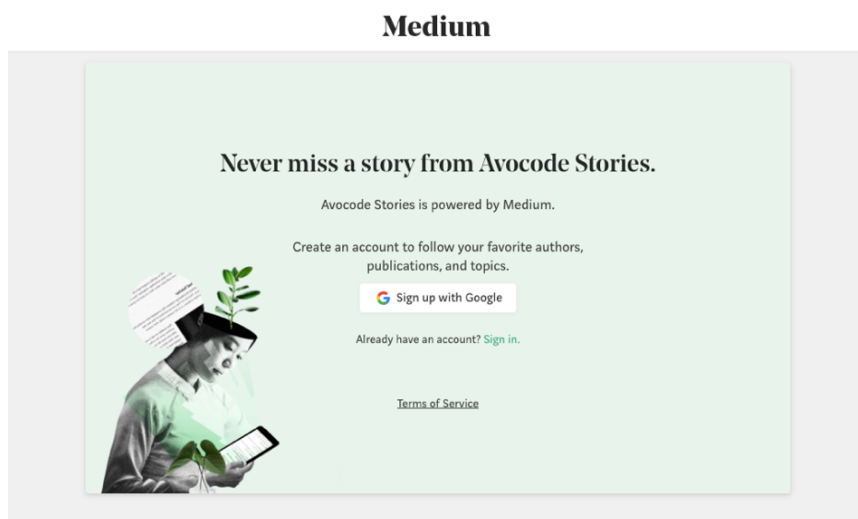 Medium
Never miss a story from Avocode Stories.
Avocode Stories is powered by Medium.
Create an account to follow your favorite authors,
publications, and topics.
Sign up with Google
Already have an account? Sign in.
Terms of Service